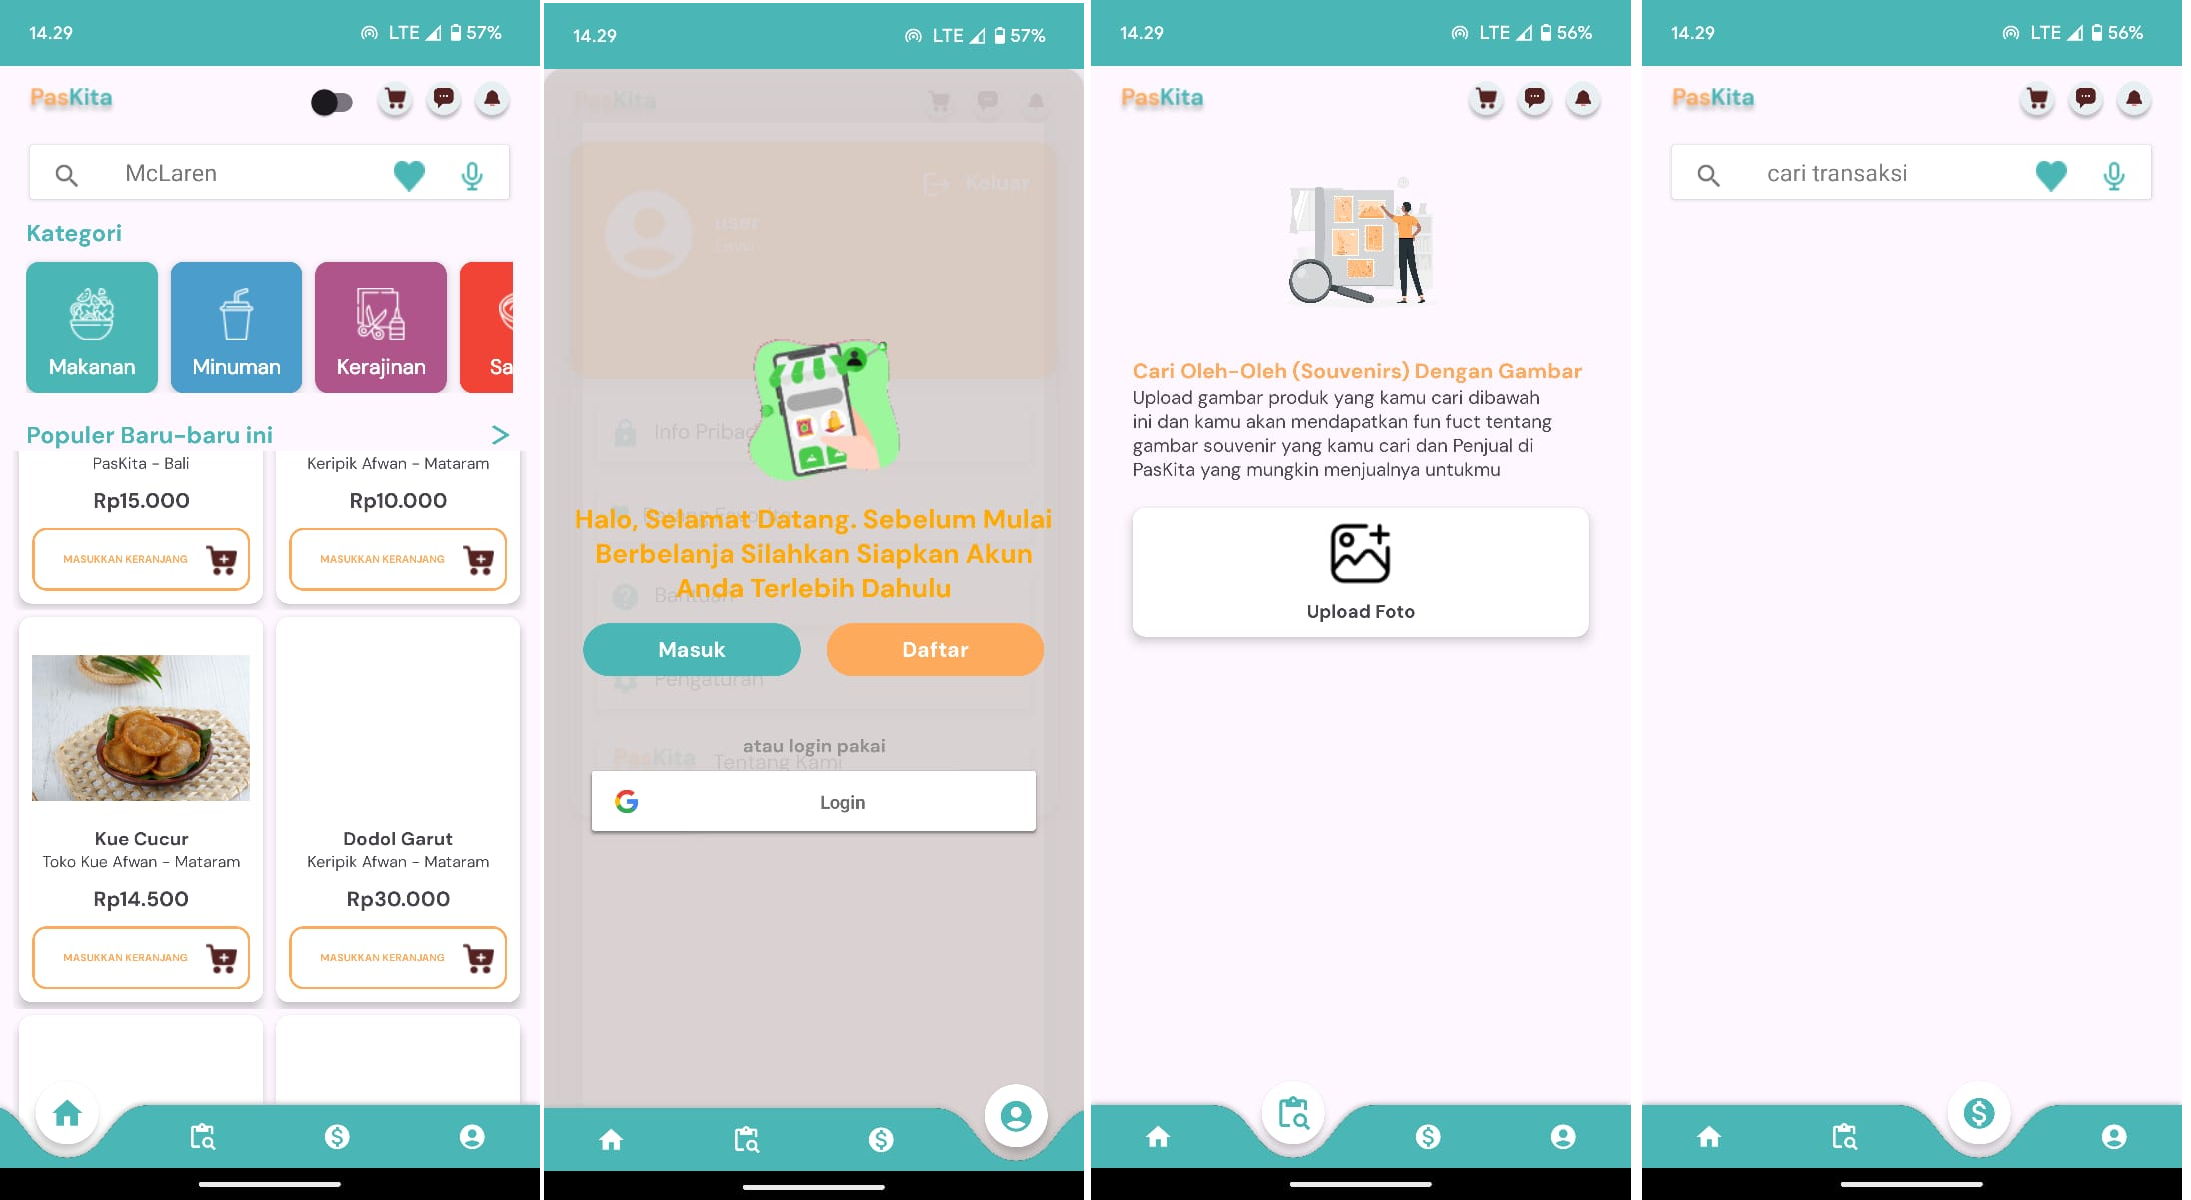 14.29 LTE 57%
PasKita
McLaren
Kategori
Makanan Minuman Kerajinan Sa
Populer Baru-baru ini >
PasKita - Bali Keripik Afwan - Mataram
Rp15.000 Rp10.000
MASUKKAN KERANJANG MASUKKAN KERANJANG
Kue Cucur Dodol Garut
Toko Kue Afwan - Mataram Keripik Afwan - Mataram
Rp14.500 Rp30.000
MASUKKAN KERANJANG MASUKKAN KERANJANG
14.29 LTE 57%
PasKita
Keluar
user
Email
Info Pribad
Halo, Selamat Datang. Sebelum Mulai
Berbelanja Silahkan Siapkan Akun
Anda Terlebih Dahulu
Bantuan
Masuk Daftar
Pengaturan
atau login pakai
PasKita Tentang Kami
Login
14.29 LTE 56%
PasKita
Cari Oleh-Oleh (Souvenirs) Dengan Gambar
Upload gambar produk yang kamu cari dibawah
ini dan kamu akan mendapatkan fun fuct tentang
gambar souvenir yang kamu cari dan Penjual di
PasKita yang mungkin menjualnya untukmu
Upload Foto
14.29 LTE 56%
PasKita
cari transaksi